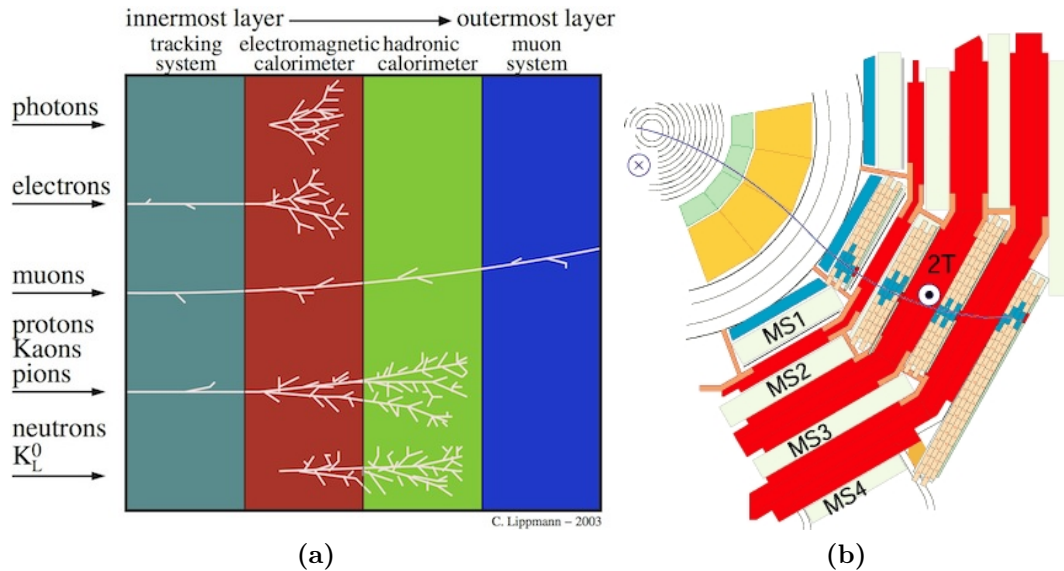 innermost layer
outermost layer
tracking system
electromagnetic calorimeter
hadronic calorimeter
muon system
photons
electrons
muons
protons
Kaons
pions
neutrons
K⁰_L
C. Lippmann – 2003
(a)
2T
MS1
MS2
MS3
MS4
(b)